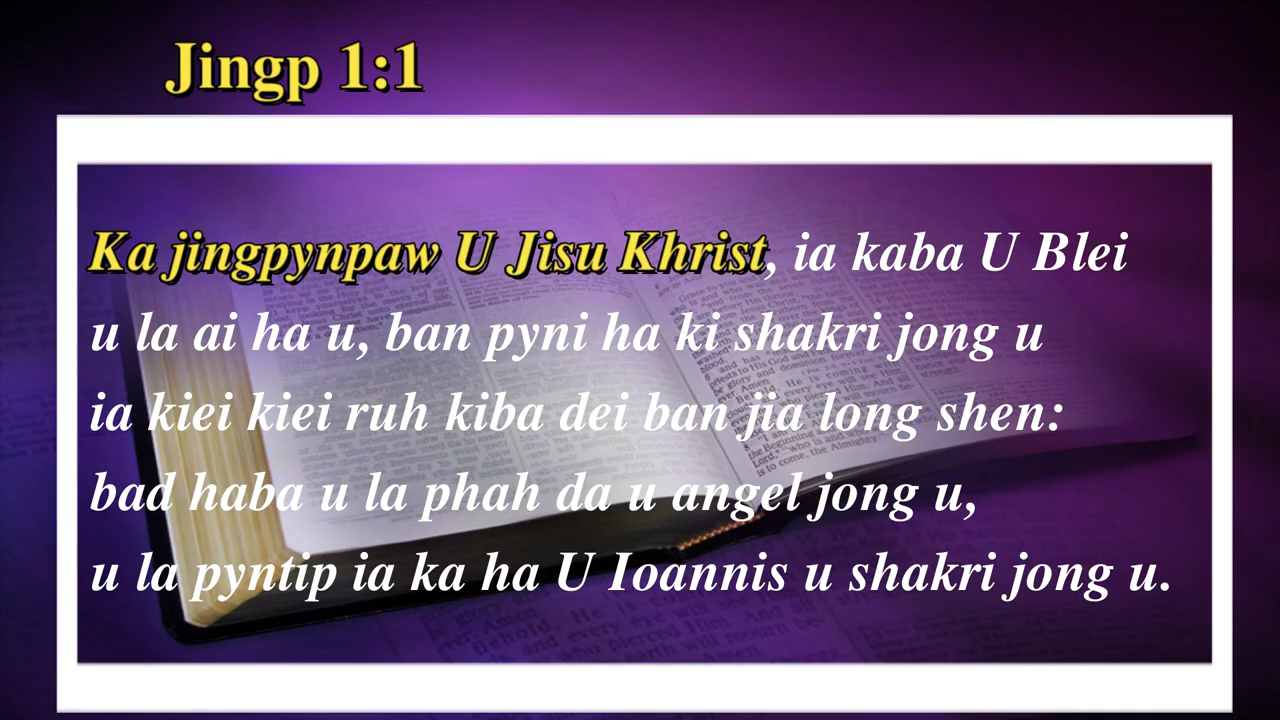 Jingp 1:1
Ka jingpynpaw U Jisu Khrist, ia kaba U Blei
u la ai ha u, ban pyni ha ki shakri jong u
ia kiei kiei ruh kiba dei ban jia long shen:
bad haba u la phah da u angel jong u,
u la pyntip ia ka ha U Ioannis u shakri jong u.